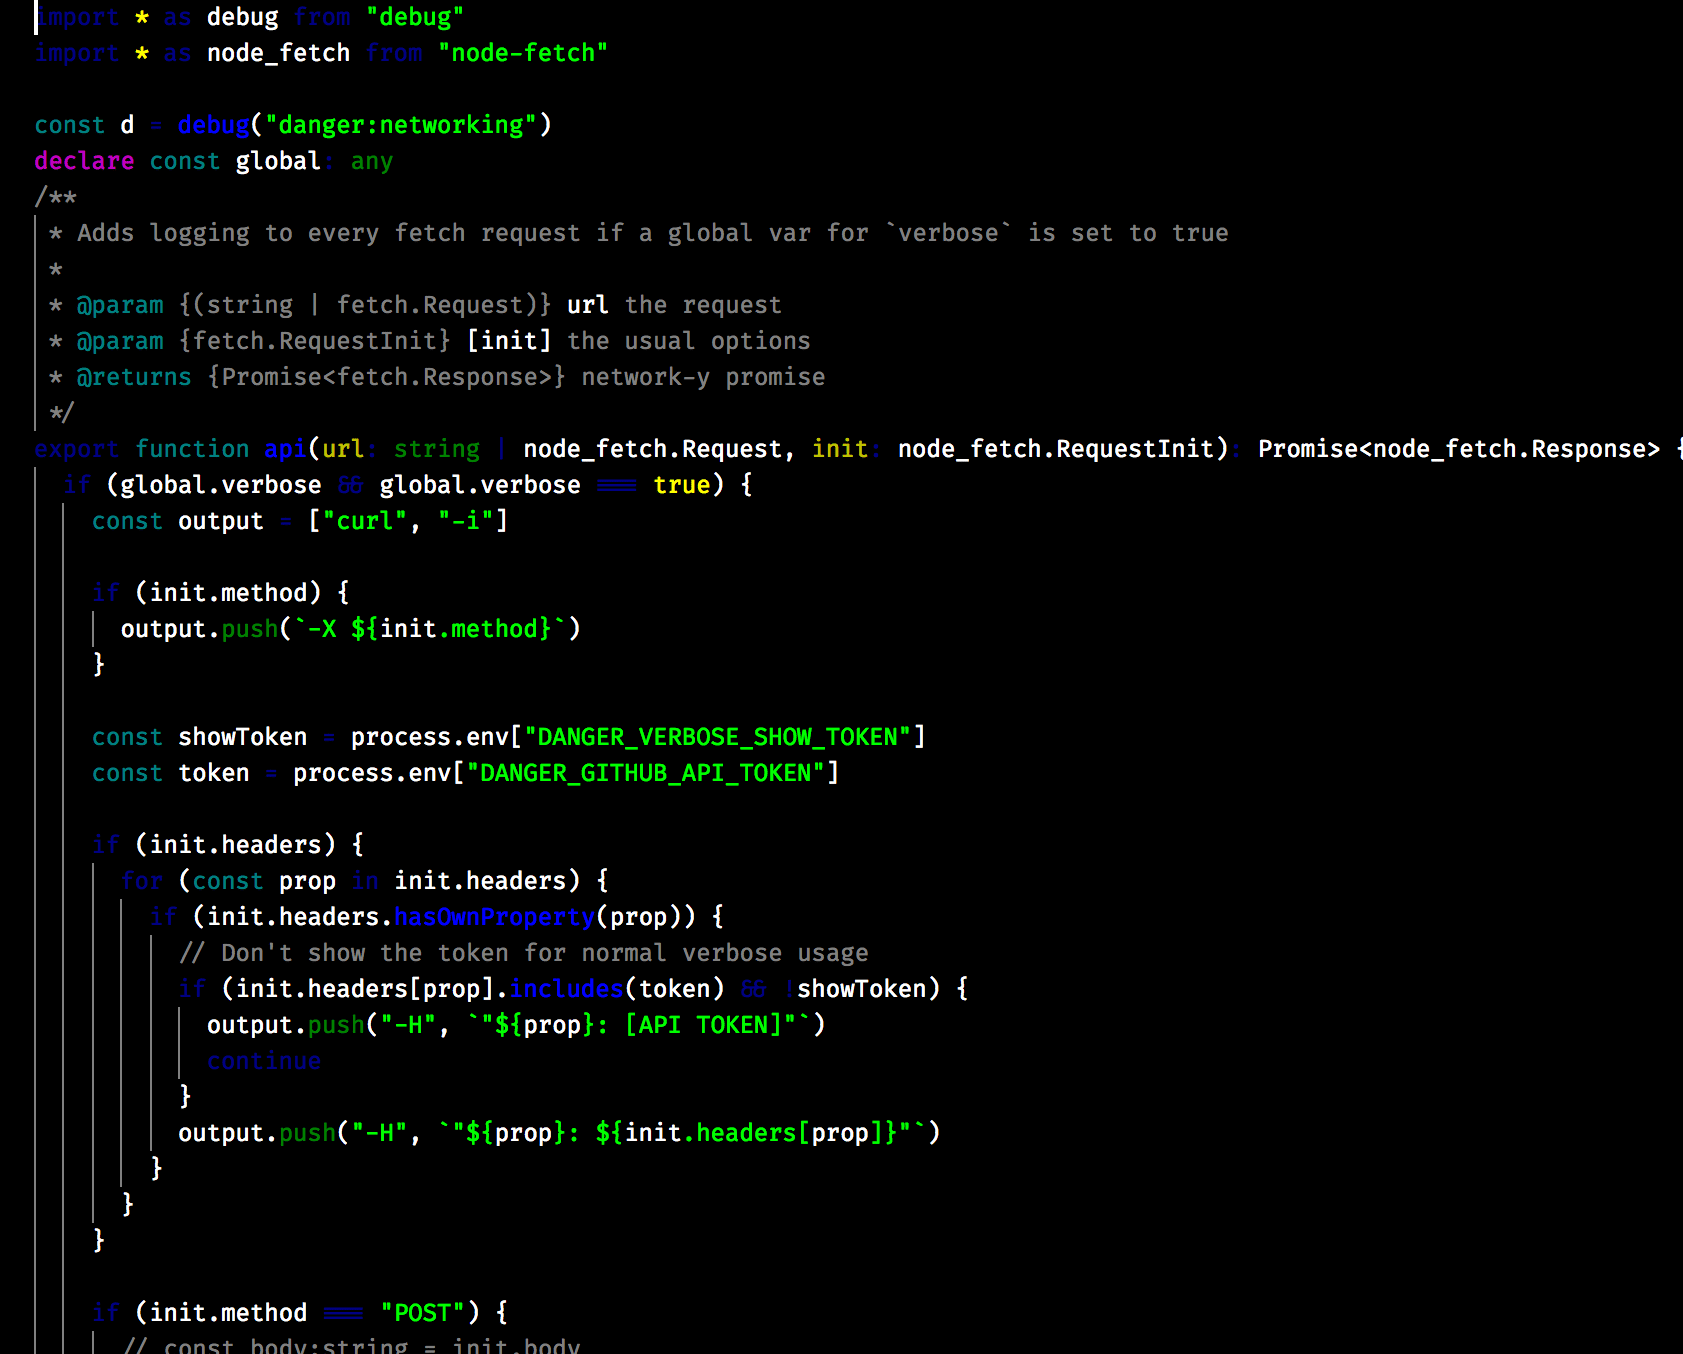 import * as debug from "debug"
import * as node_fetch from "node-fetch"
const d = debug("danger:networking")
declare const global: any
/**
* Adds logging to every fetch request if a global var for `verbose` is set to true
*
* @param {(string | fetch.Request)} url the request
* @param {fetch.RequestInit} [init] the usual options
* @returns {Promise<fetch.Response>} network-y promise
*/
export function api(url: string | node_fetch.Request, init: node_fetch.RequestInit): Promise<node_fetch.Response> {
if (global.verbose && global.verbose === true) {
const output = ["curl", "-i"]
if (init.method) {
output.push(`-X ${init.method}`)
}
const showToken = process.env["DANGER_VERBOSE_SHOW_TOKEN"]
const token = process.env["DANGER_GITHUB_API_TOKEN"]
if (init.headers) {
for (const prop in init.headers) {
if (init.headers.hasOwnProperty(prop)) {
// Don't show the token for normal verbose usage
if (init.headers[prop].includes(token) && !showToken) {
output.push("-H", `"${prop}: [API TOKEN]"`)
continue
}
output.push("-H", `"${prop}: ${init.headers[prop]}"`)
}
}
}
if (init.method === "POST") {
// const body:string = init.body